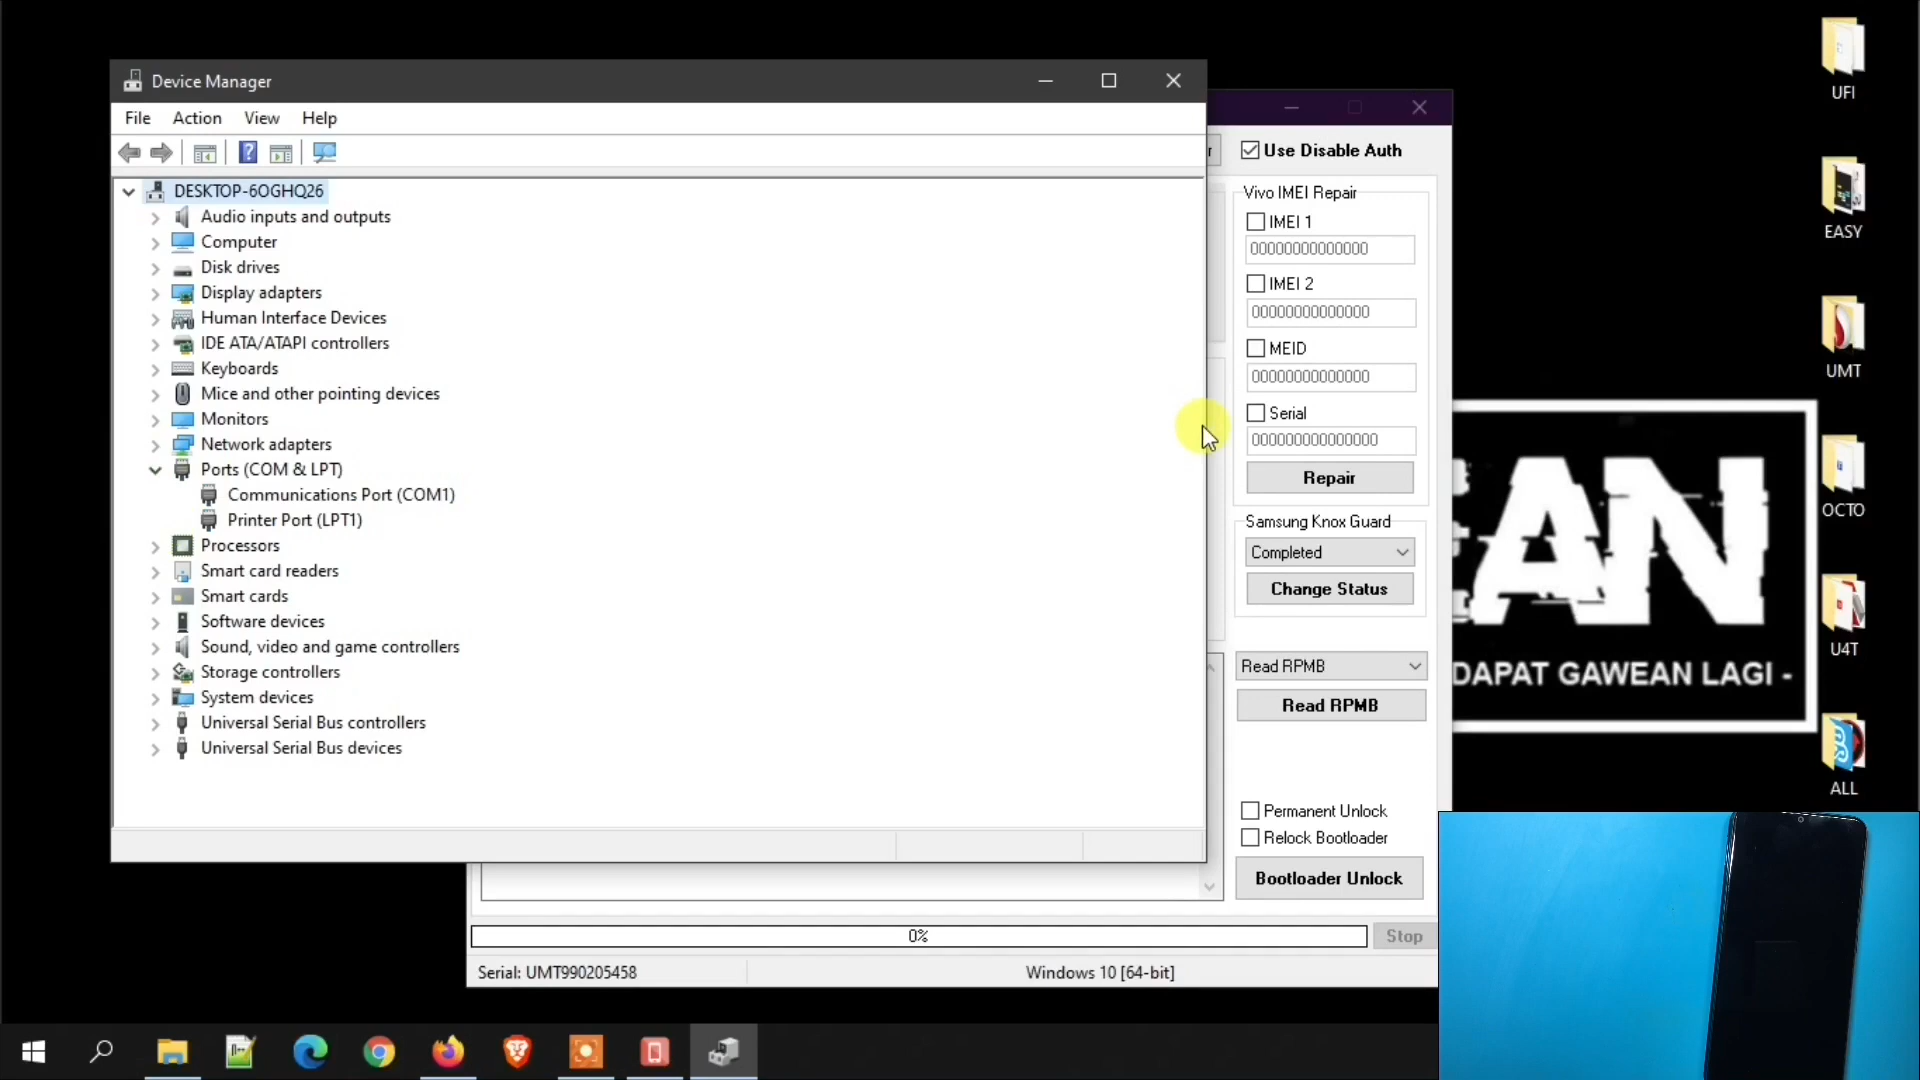 Device Manager
File Action View Help
DESKTOP-6OGHQ26
Audio inputs and outputs
Computer
Disk drives
Display adapters
Human Interface Devices
IDE ATA/ATAPI controllers
Keyboards
Mice and other pointing devices
Monitors
Network adapters
Ports (COM & LPT)
Communications Port (COM1)
Printer Port (LPT1)
Processors
Smart card readers
Smart cards
Software devices
Sound, video and game controllers
Storage controllers
System devices
Universal Serial Bus controllers
Universal Serial Bus devices
r
Use Disable Auth
Vivo IMEI Repair
IMEI 1
00000000000000
IMEI 2
00000000000000
MEID
00000000000000
Serial
000000000000000
Repair
Samsung Knox Guard
Completed
Change Status
Read RPMB
Read RPMB
Permanent Unlock
Relock Bootloader
Bootloader Unlock
0%
Stop
Serial: UMT990205458
Windows 10 [64-bit]
AN
DAPAT GAWEAN LAGI -
UFI
EASY
UMT
OCTO
U4T
ALL